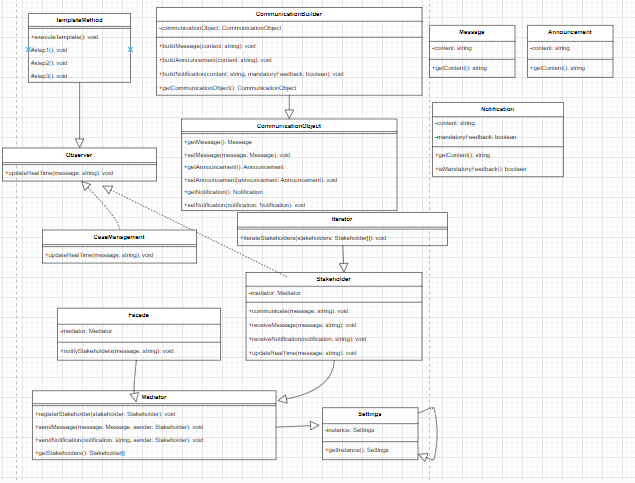 TemplateMethod
+executeTemplate(): void
#step1(): void
#step2(): void
#step3(): void
CommunicationBuilder
-communicationObject: CommunicationObject
+buildMessage(content: string): void
+buildAnnouncement(content: string): void
+buildNotification(content: string, mandatoryFeedback: boolean): void
+getCommunicationObject(): CommunicationObject
Message
-content: string
+getContent(): string
Announcement
-content: string
+getContent(): string
Notification
-content: string
-mandatoryFeedback: boolean
+getContent(): string
+isMandatoryFeedback(): boolean
CommunicationObject
+getMessage(): Message
+setMessage(message: Message): void
+getAnnouncement(): Announcement
+setAnnouncement(announcement: Announcement): void
+getNotification(): Notification
+setNotification(notification: Notification): void
Observer
+updateRealTime(message: string): void
Iterator
+iterateStakeholders(stakeholders: Stakeholder[]): void
CaseManagement
+updateRealTime(message: string): void
Stakeholder
-mediator: Mediator
+communicate(message: string): void
+receiveMessage(message: string): void
+receiveNotification(notification: string): void
+updateRealTime(message: string): void
Facade
-mediator: Mediator
+notifyStakeholders(message: string): void
Mediator
+registerStakeholder(stakeholder: Stakeholder): void
+sendMessage(message: Message, sender: Stakeholder): void
+sendNotification(notification: string, sender: Stakeholder): void
+getStakeholders(): Stakeholder[]
Settings
-instance: Settings
+getInstance(): Settings